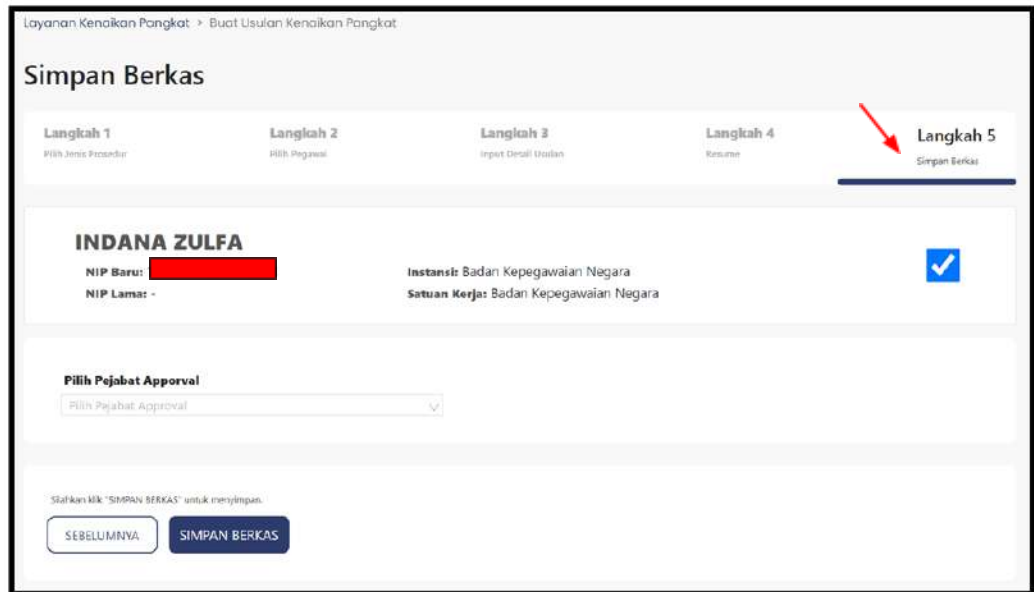 Layanan Kenaikan Pangkat > Buat Usulan Kenaikan Pangkat
Simpan Berkas
Langkah 1
Pilih Jenis Prosedur
Langkah 2
Pilih Pegawai
Langkah 3
Input Detail Usulan
Langkah 4
Resume
Langkah 5
Simpan Berkas
INDANA ZULFA
NIP Baru:
NIP Lama: -
Instansi: Badan Kepegawaian Negara
Satuan Kerja: Badan Kepegawaian Negara
Pilih Pejabat Apporval
Pilih Pejabat Approval
Silahkan klik "SIMPAN BERKAS" untuk menyimpan.
SEBELUMNYA
SIMPAN BERKAS